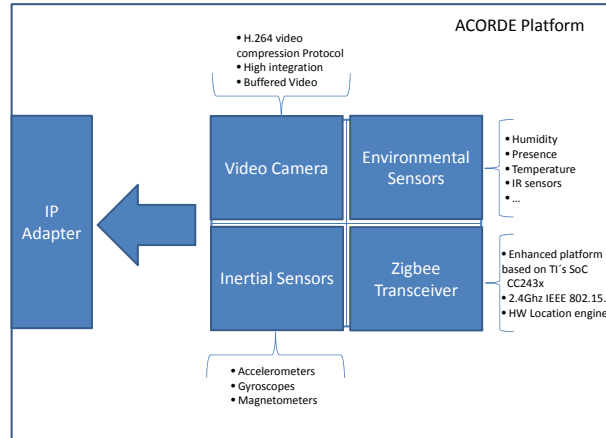 ACORDE Platform
• H.264 video
compression Protocol
• High integration
• Buffered Video
Video Camera
Environmental
Sensors
• Humidity
• Presence
• Temperature
• IR sensors
• ...
IP
Adapter
Inertial Sensors
Zigbee
Transceiver
• Enhanced platform
based on TI´s SoC
CC243x
• 2.4Ghz IEEE 802.15.
• HW Location engine
• Accelerometers
• Gyroscopes
• Magnetometers